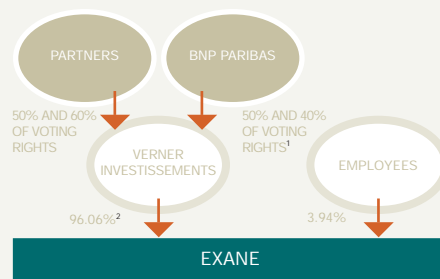 PARTNERS
BNP PARIBAS
50% AND 60%
OF VOTING
RIGHTS
50% AND 40%
OF VOTING
RIGHTS¹
VERNER
INVESTISSEMENTS
EMPLOYEES
96.06%²
3.94%
EXANE